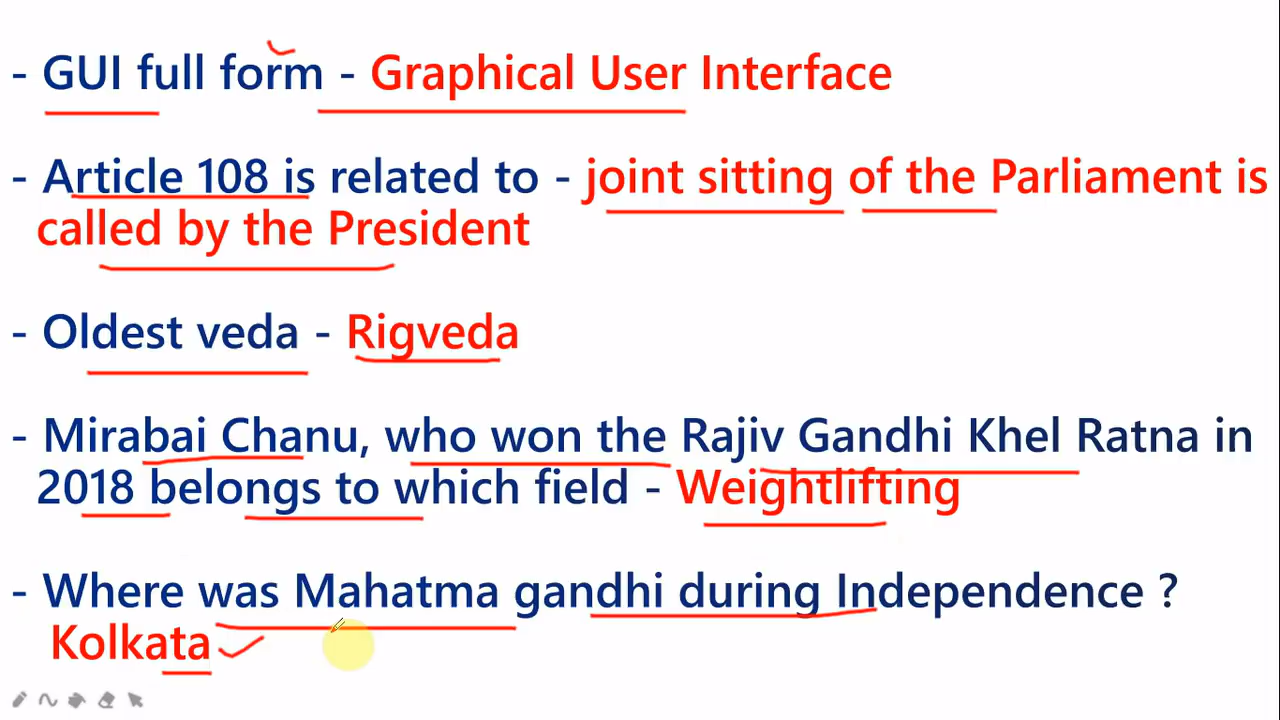 - GUI full form - Graphical User Interface
- Article 108 is related to - joint sitting of the Parliament is
called by the President
- Oldest veda - Rigveda
- Mirabai Chanu, who won the Rajiv Gandhi Khel Ratna in
2018 belongs to which field - Weightlifting
- Where was Mahatma gandhi during Independence ?
Kolkata